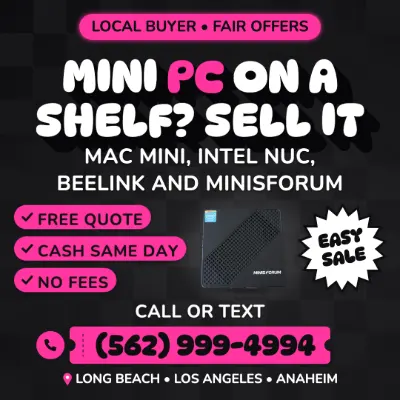 LOCAL BUYER • FAIR OFFERS
MINI PC ON A
SHELF? SELL IT
MAC MINI, INTEL NUC,
BEELINK AND MINISFORUM
FREE QUOTE
CASH SAME DAY
NO FEES
MINISFORUM
EASY
SALE
CALL OR TEXT
(562) 999-4994
LONG BEACH • LOS ANGELES • ANAHEIM